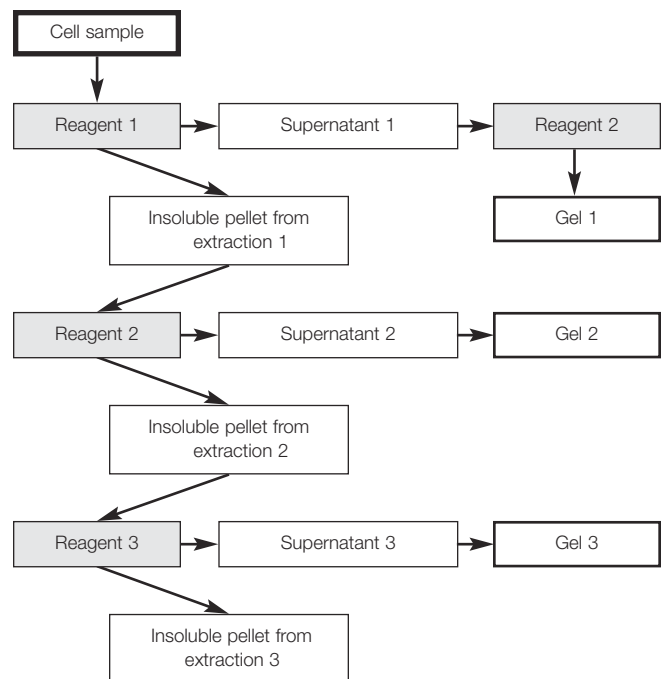 Cell sample
Reagent 1
Supernatant 1
Reagent 2
Insoluble pellet from
extraction 1
Gel 1
Reagent 2
Supernatant 2
Gel 2
Insoluble pellet from
extraction 2
Reagent 3
Supernatant 3
Gel 3
Insoluble pellet from
extraction 3